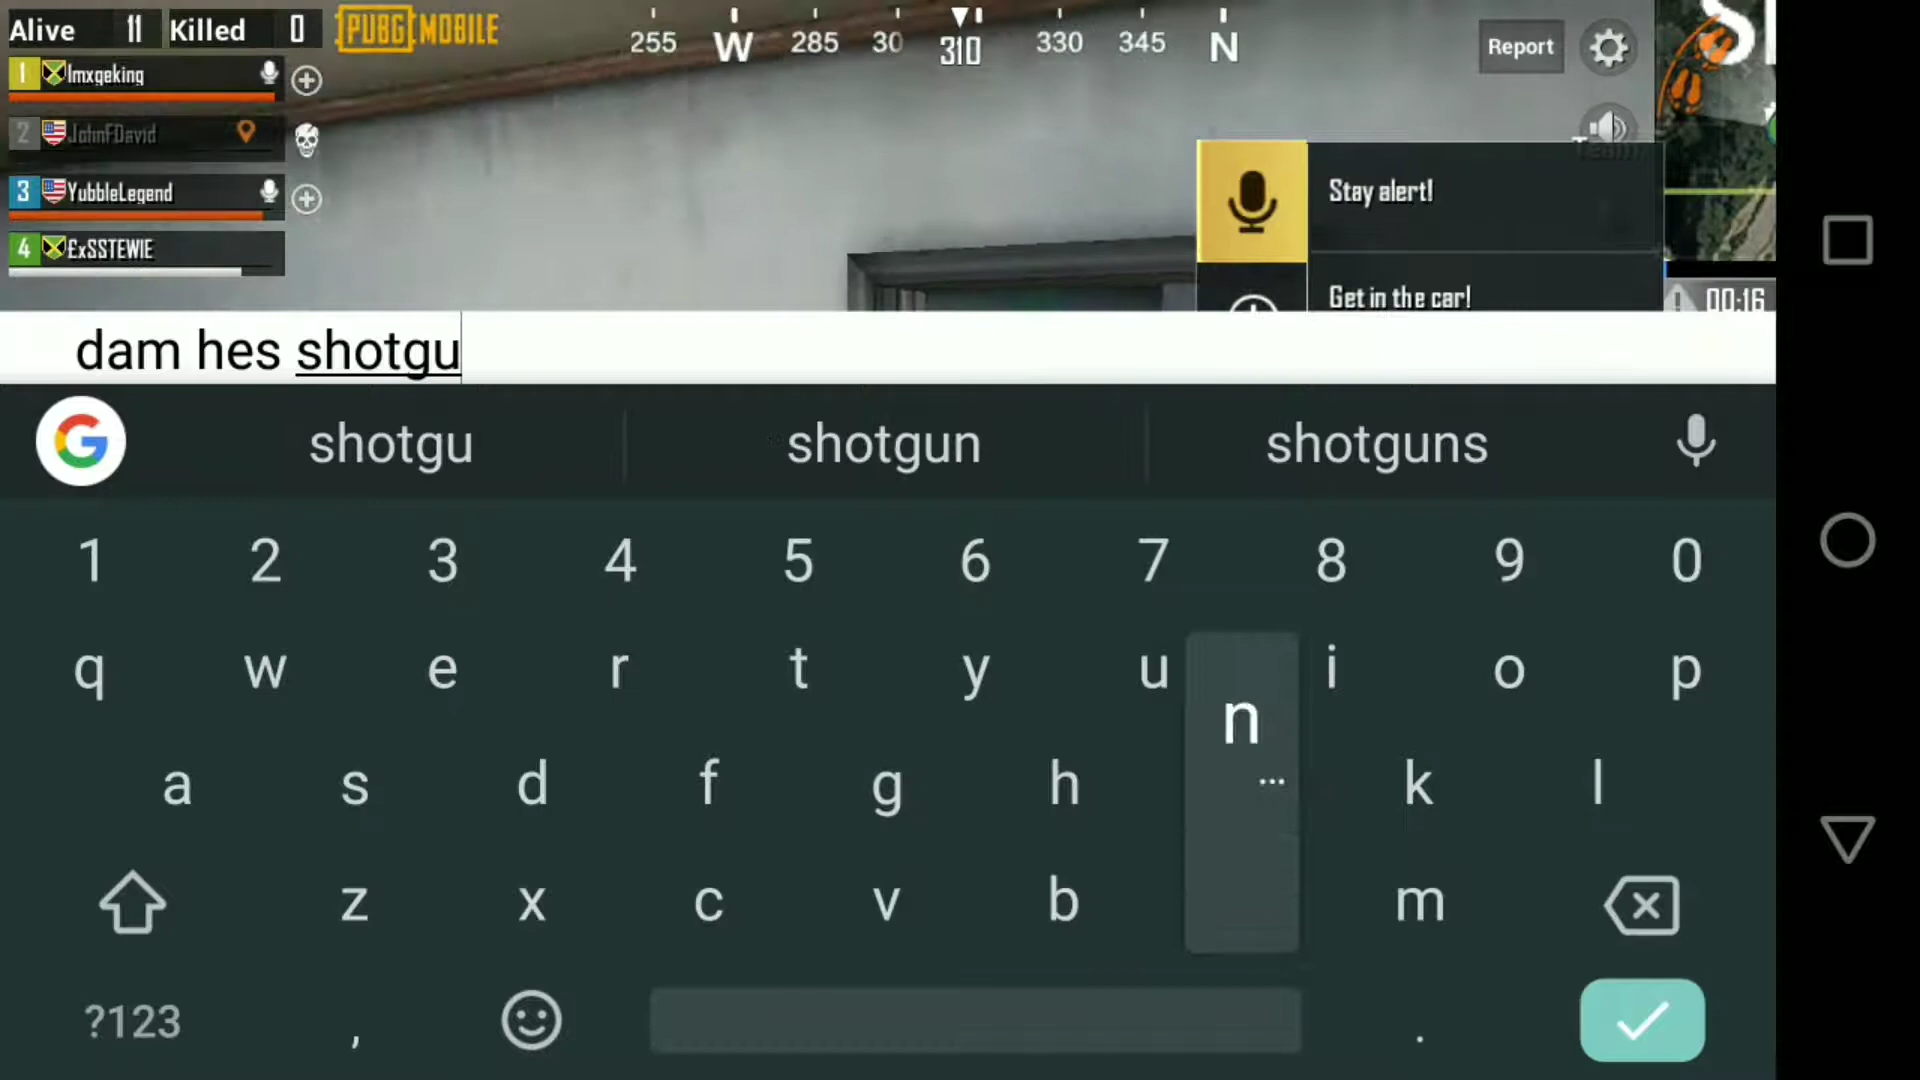 Alive 11 Killed 0 PUBG MOBILE
255 W 285 30 310 330 345 N
Report
1 Imxgeking
2 JohnFDavid
3 YubbleLegend
4 ExSSTEWIE
Team
Stay alert!
Get in the car!
00:16
dam hes shotgu
shotgu shotgun shotguns
1 2 3 4 5 6 7 8 9 0
q w e r t y u i o p
n
...
a s d f g h k l
z x c v b m
?123 , .